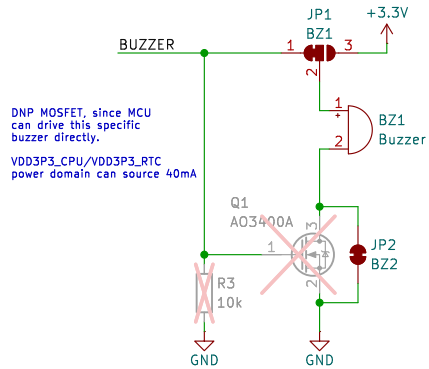 JP1
BZ1
+3.3V
BUZZER
1
3
2
DNP MOSFET, since MCU
can drive this specific
buzzer directly.
VDD3P3_CPU/VDD3P3_RTC
power domain can source 40mA
1
+
BZ1
Buzzer
2
Q1
AO3400A
3
1
2
JP2
BZ2
R3
10k
GND
GND